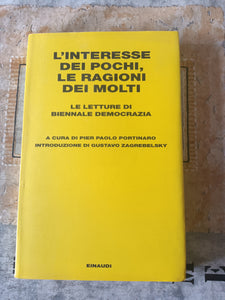 L'INTERESSE
DEI POCHI,
LE RAGIONI
DEI MOLTI
LE LETTURE DI
BIENNALE DEMOCRAZIA
A CURA DI PIER PAOLO PORTINARO
INTRODUZIONE DI GUSTAVO ZAGREBELSKY
EINAUDI